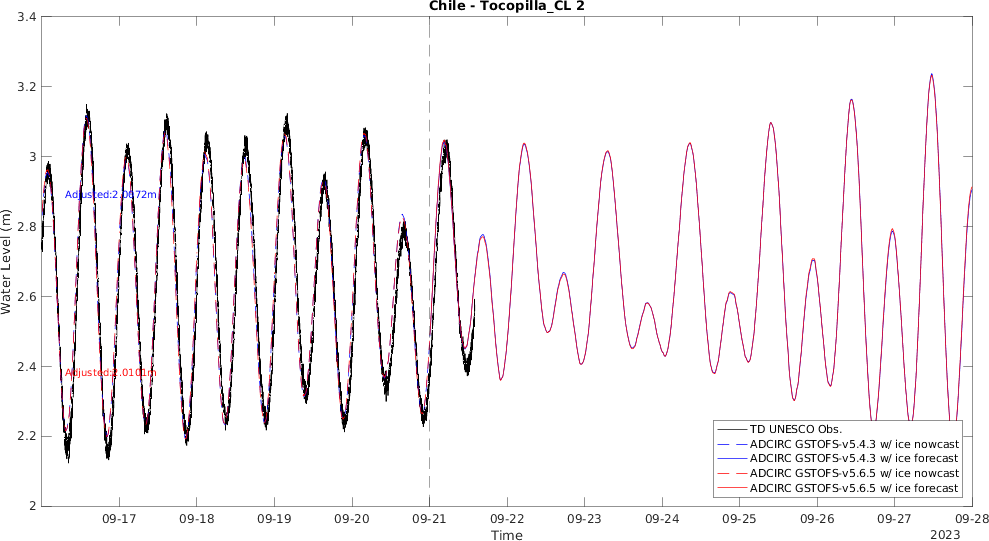 Chile - Tocopilla_CL 2
3.4
3.2
3
2.8
2.6
2.4
2.2
2
Water Level (m)
Adjusted:2.0672m
Adjusted:2.0101m
TD UNESCO Obs.
ADCIRC GSTOFS-v5.4.3 w/ ice nowcast
ADCIRC GSTOFS-v5.4.3 w/ ice forecast
ADCIRC GSTOFS-v5.6.5 w/ ice nowcast
ADCIRC GSTOFS-v5.6.5 w/ ice forecast
09-17 09-18 09-19 09-20 09-21 09-22 09-23 09-24 09-25 09-26 09-27 09-28
Time
2023